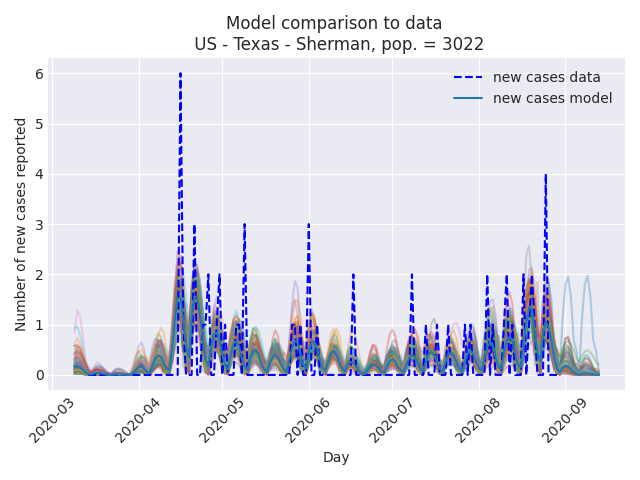 Model comparison to data
US - Texas - Sherman, pop. = 3022
new cases data
new cases model
Number of new cases reported
6
5
4
3
2
1
0
2020-03
2020-04
2020-05
2020-06
2020-07
2020-08
2020-09
Day